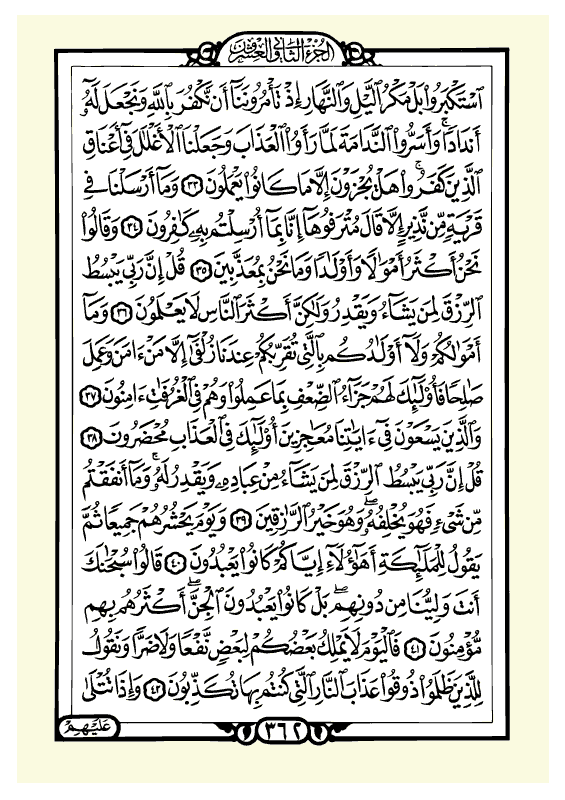 الجزء الثاني والعشرون
اَسْتَكْبَرُوا۟ بَلْ مَكْرُ ٱلَّيْلِ وَٱلنَّهَارِ إِذْ تَأْمُرُونَنَآ أَن نَّكْفُرَ بِٱللَّهِ وَنَجْعَلَ لَهُۥٓ
أَندَادًا ۚ وَأَسَرُّوا۟ ٱلنَّدَامَةَ لَمَّا رَأَوُا۟ ٱلْعَذَابَ وَجَعَلْنَا ٱلْأَغْلَٰلَ فِىٓ أَعْنَاقِ
ٱلَّذِينَ كَفَرُوا۟ ۚ هَلْ يُجْزَوْنَ إِلَّا مَا كَانُوا۟ يَعْمَلُونَ ٣٣ وَمَآ أَرْسَلْنَا فِى
قَرْيَةٍ مِّن نَّذِيرٍ إِلَّا قَالَ مُتْرَفُوهَآ إِنَّا بِمَآ أُرْسِلْتُم بِهِۦ كَٰفِرُونَ ٣٤ وَقَالُوا۟
نَحْنُ أَكْثَرُ أَمْوَٰلًا وَأَوْلَٰدًا وَمَا نَحْنُ بِمُعَذَّبِينَ ٣٥ قُلْ إِنَّ رَبِّى يَبْسُطُ
ٱلرِّزْقَ لِمَن يَشَآءُ وَيَقْدِرُ وَلَٰكِنَّ أَكْثَرَ ٱلنَّاسِ لَا يَعْلَمُونَ ٣٦ وَمَآ
أَمْوَٰلُكُمْ وَلَآ أَوْلَٰدُكُم بِٱلَّتِى تُقَرِّبُكُمْ عِندَنَا زُلْفَىٰٓ إِلَّا مَنْ ءَامَنَ وَعَمِلَ
صَٰلِحًا فَأُو۟لَٰٓئِكَ لَهُمْ جَزَآءُ ٱلضِّعْفِ بِمَا عَمِلُوا۟ وَهُمْ فِى ٱلْغُرُفَٰتِ ءَامِنُونَ ٣٧
وَٱلَّذِينَ يَسْعَوْنَ فِىٓ ءَايَٰتِنَا مُعَٰجِزِينَ أُو۟لَٰٓئِكَ فِى ٱلْعَذَابِ مُحْضَرُونَ ٣٨
قُلْ إِنَّ رَبِّى يَبْسُطُ ٱلرِّزْقَ لِمَن يَشَآءُ مِنْ عِبَادِهِۦ وَيَقْدِرُ لَهُۥ ۚ وَمَآ أَنفَقْتُم
مِّن شَىْءٍ فَهُوَ يُخْلِفُهُۥ ۖ وَهُوَ خَيْرُ ٱلرَّٰزِقِينَ ٣٩ وَيَوْمَ يَحْشُرُهُمْ جَمِيعًا ثُمَّ
يَقُولُ لِلْمَلَٰٓئِكَةِ أَهَٰٓؤُلَآءِ إِيَّاكُمْ كَانُوا۟ يَعْبُدُونَ ٤٠ قَالُوا۟ سُبْحَٰنَكَ
أَنتَ وَلِيُّنَا مِن دُونِهِم ۖ بَلْ كَانُوا۟ يَعْبُدُونَ ٱلْجِنَّ ۖ أَكْثَرُهُم بِهِم
مُّؤْمِنُونَ ٤١ فَٱلْيَوْمَ لَا يَمْلِكُ بَعْضُكُمْ لِبَعْضٍ نَّفْعًا وَلَا ضَرًّا وَنَقُولُ
لِلَّذِينَ ظَلَمُوا۟ ذُوقُوا۟ عَذَابَ ٱلنَّارِ ٱلَّتِى كُنتُم بِهَا تُكَذِّبُونَ ٤٢ وَإِذَا تُتْلَىٰ
عَلَيْهِمْ
٣٦٢